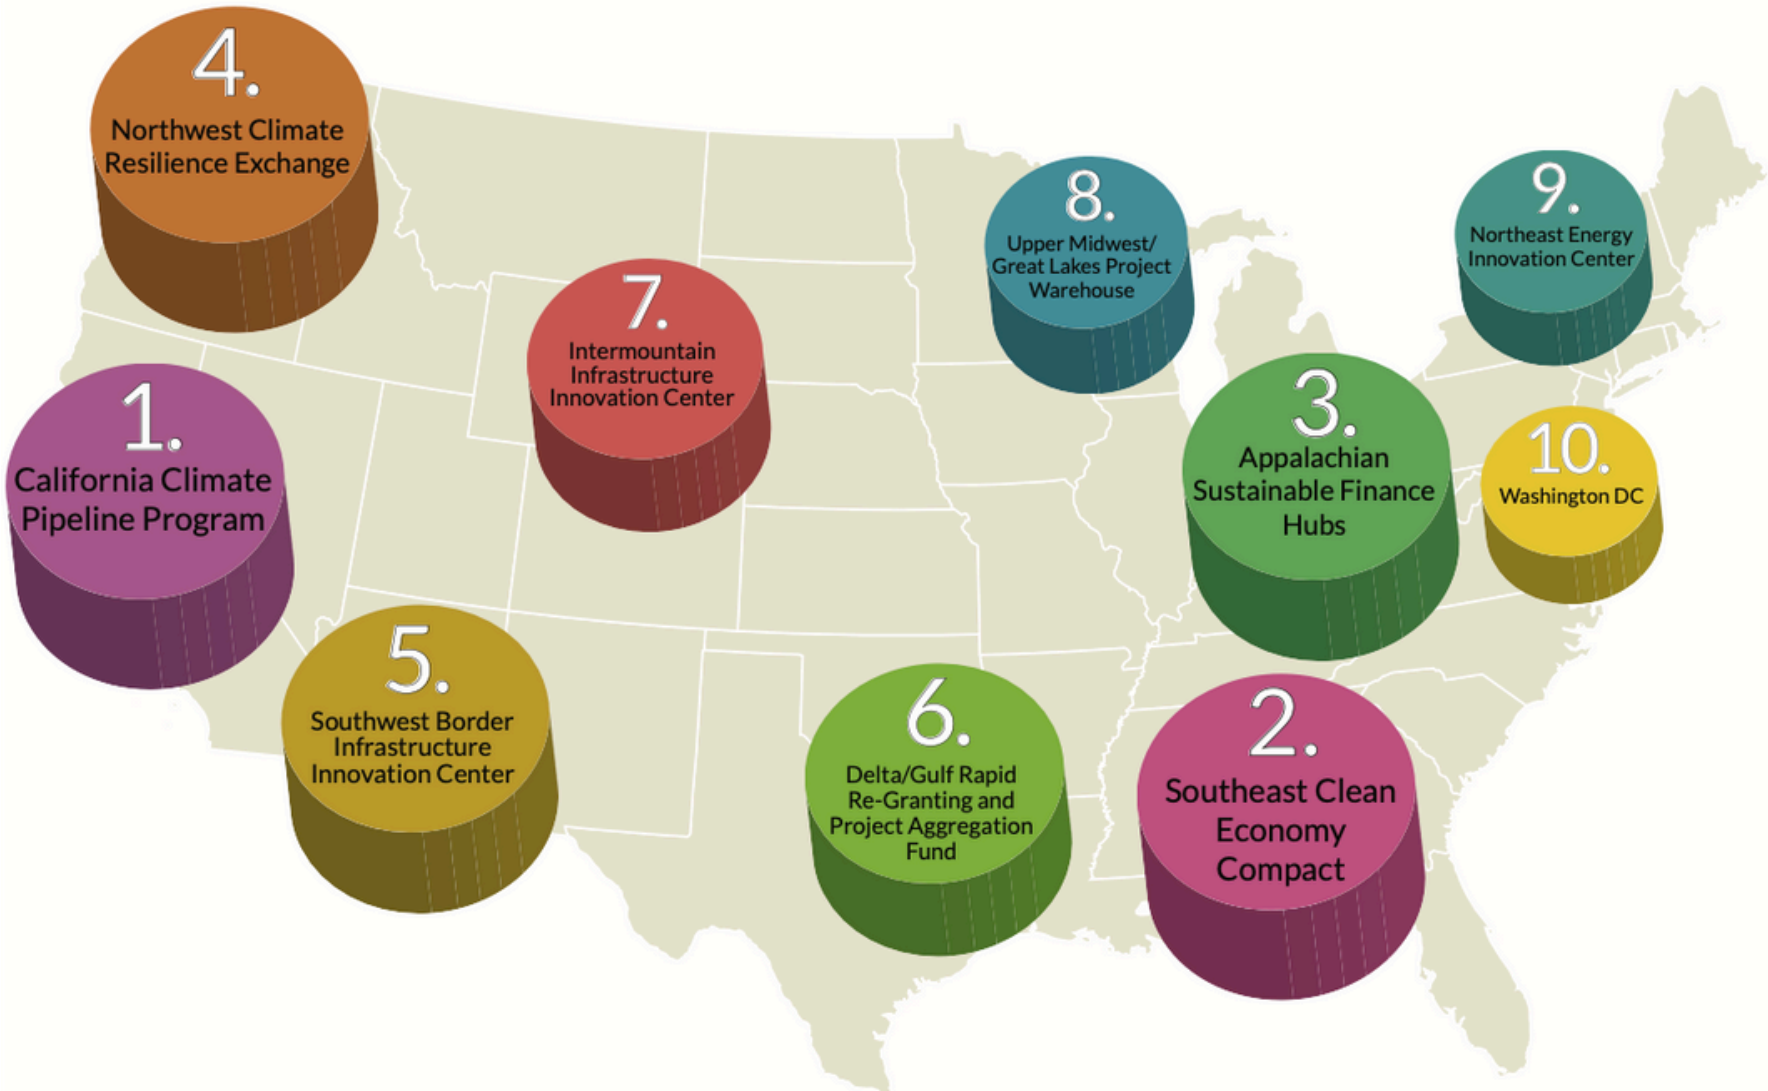 4.
Northwest Climate
Resilience Exchange
8.
Upper Midwest/
Great Lakes Project
Warehouse
9.
Northeast Energy
Innovation Center
7.
Intermountain
Infrastructure
Innovation Center
1.
California Climate
Pipeline Program
3.
Appalachian
Sustainable Finance
Hubs
10.
Washington DC
5.
Southwest Border
Infrastructure
Innovation Center
6.
Delta/Gulf Rapid
Re-Granting and
Project Aggregation
Fund
2.
Southeast Clean
Economy
Compact